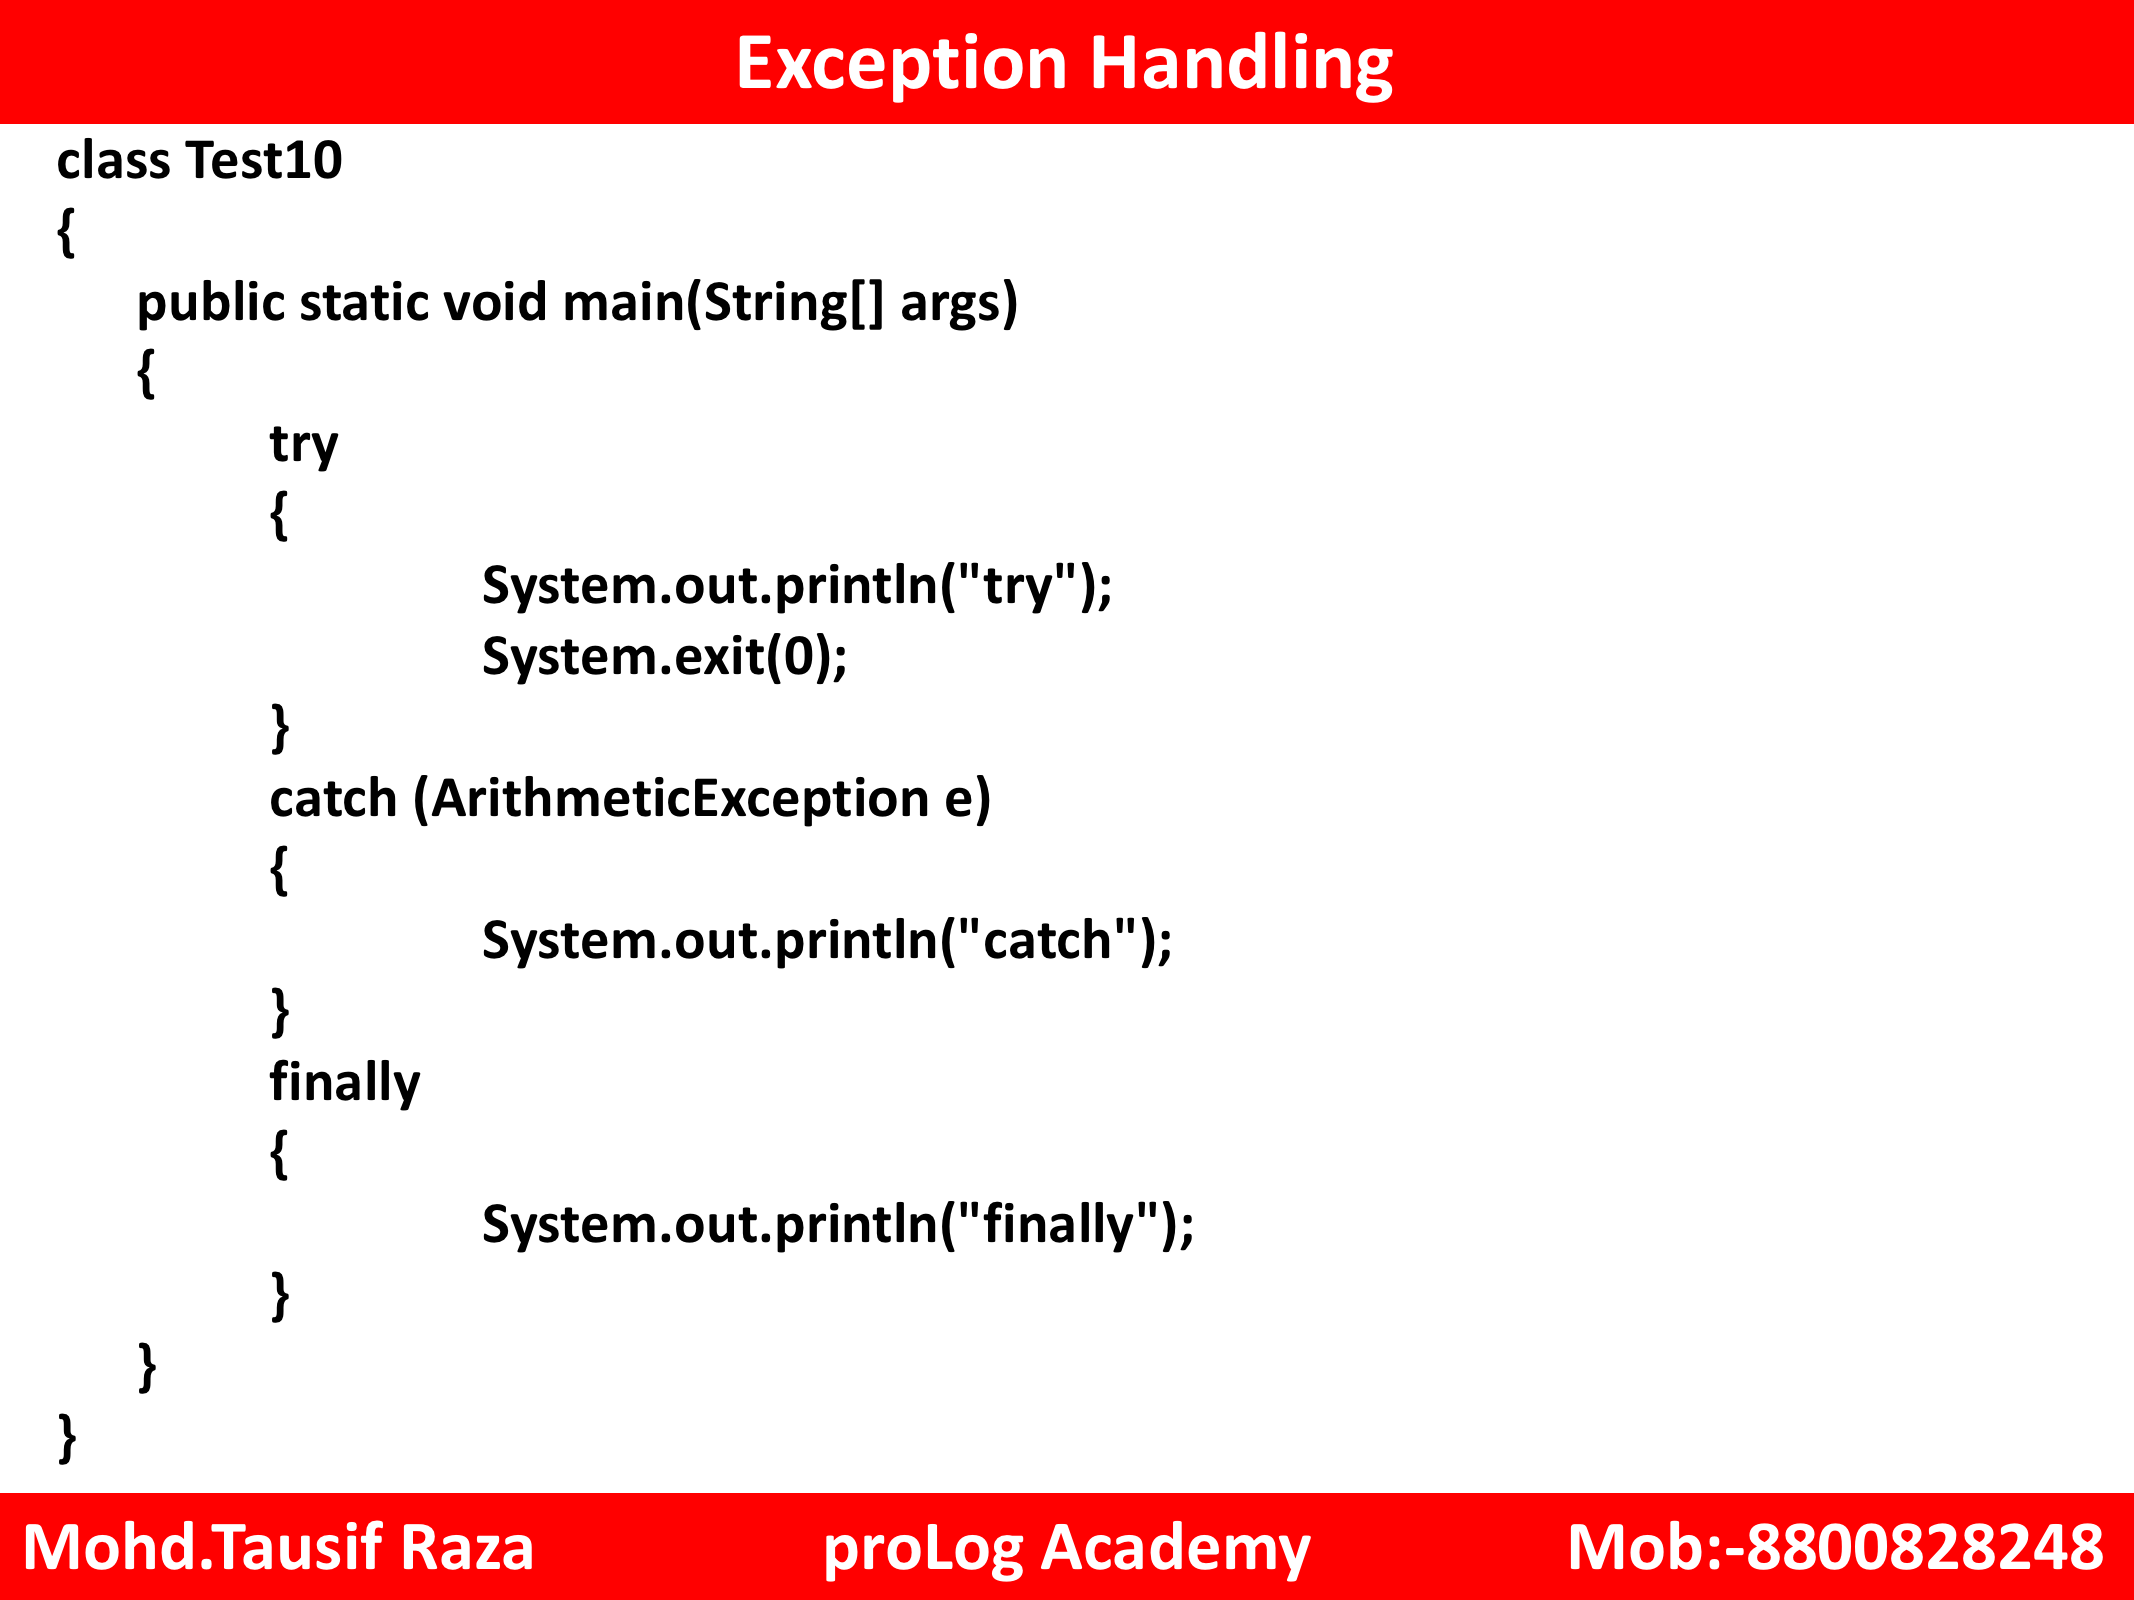 Exception Handling
class Test10
{
public static void main(String[] args)
{
try
{
System.out.println("try");
System.exit(0);
}
catch (ArithmeticException e)
{
System.out.println("catch");
}
finally
{
System.out.println("finally");
}
}
}
Mohd.Tausif Raza proLog Academy Mob:-8800828248